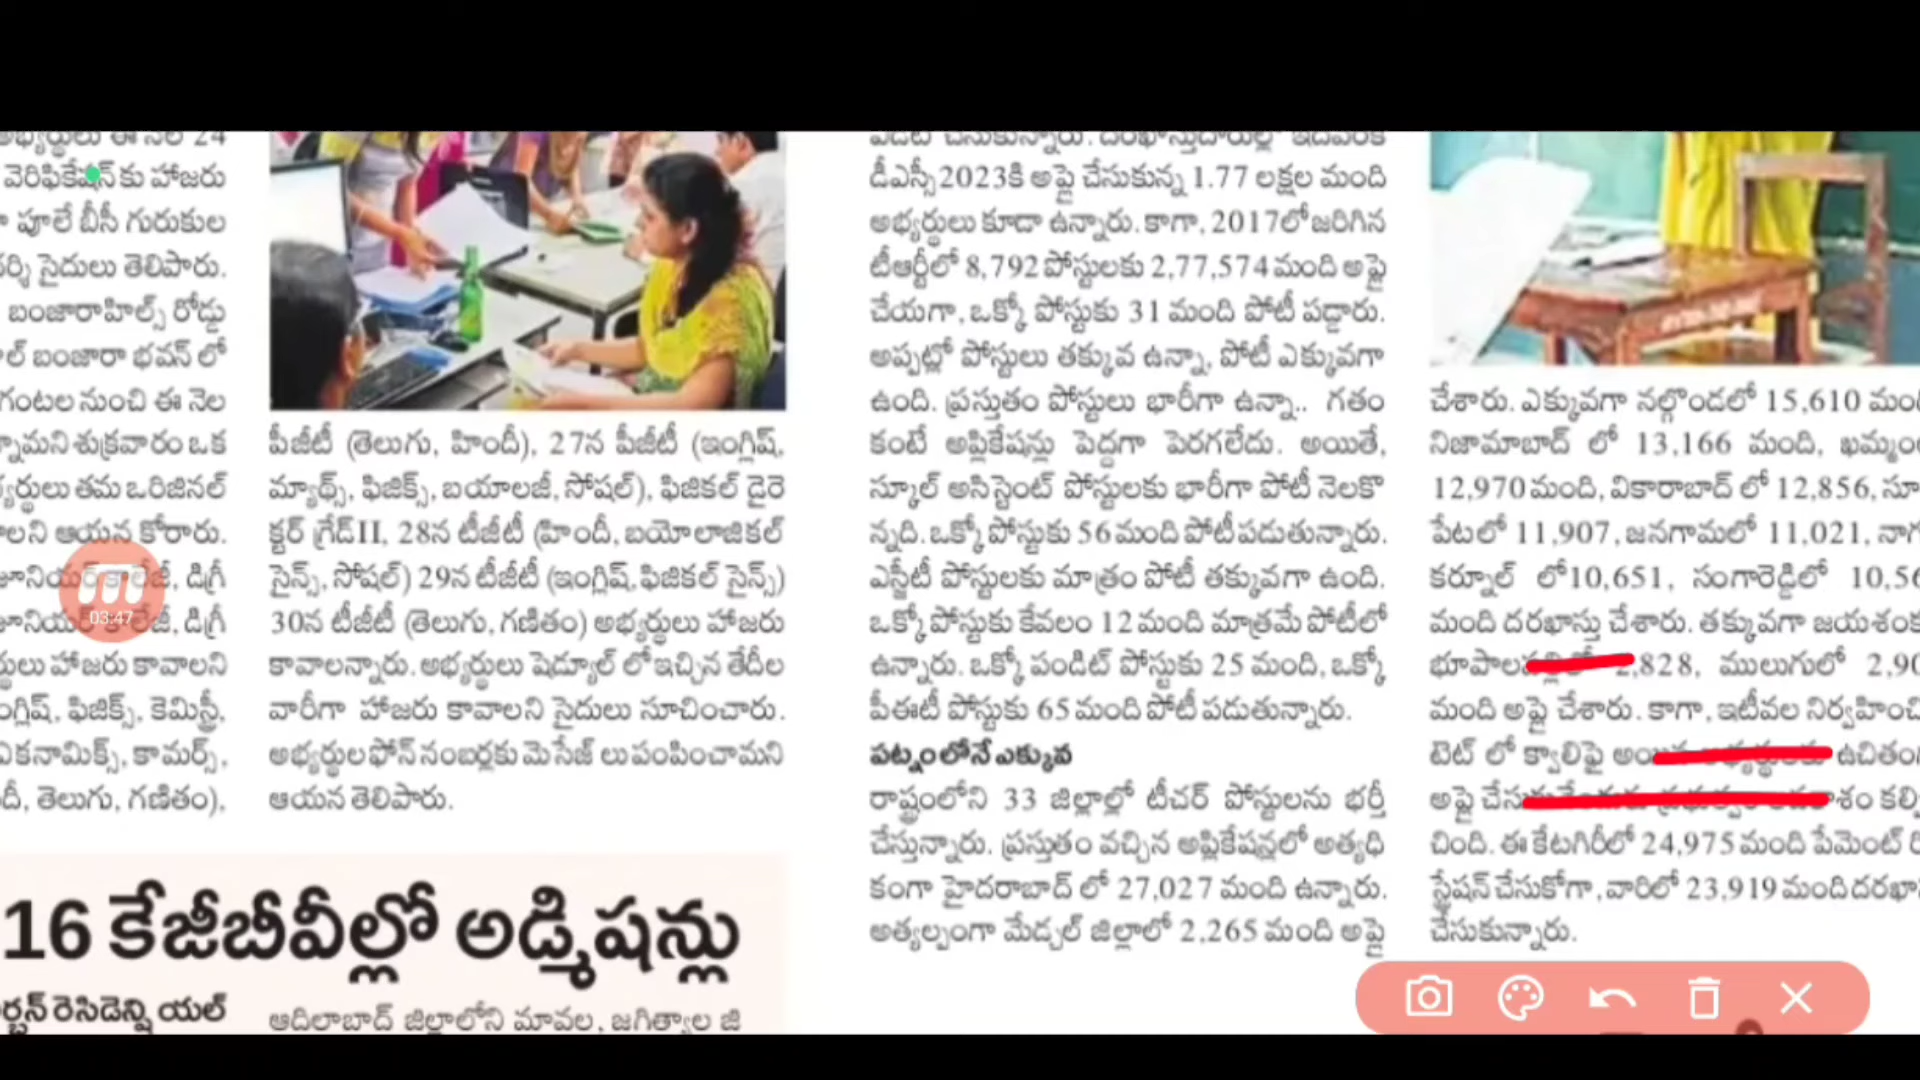 వెరిఫికేషన్ కు హాజరు
పూలే బీసీ గురుకుల
సైదులు తెలిపారు.
బంజారాహిల్స్ రోడ్డు
బంజారా భవన్ లో
గంటల నుంచి ఈ నెల
శుక్రవారం ఒక
తమ ఒరిజినల్
ఆయన కోరారు.
డిగ్రీ
డిగ్రీ
హాజరు కావాలని
ఫిజిక్స్, కెమిస్ట్రీ,
కామర్స్,
తెలుగు, గణితం),
పీజీటీ (తెలుగు, హిందీ), 27న పీజీటీ (ఇంగ్లిష్,
మ్యాథ్స్, ఫిజిక్స్, బయాలజీ, సోషల్), ఫిజికల్ డైరె
క్టర్ గ్రేడ్II, 28న టీజీటీ (హిందీ, బయోలాజికల్
సైన్స్, సోషల్) 29న టీజీటీ (ఇంగ్లిష్, ఫిజికల్ సైన్స్)
30న టీజీటీ (తెలుగు, గణితం) అభ్యర్థులు హాజరు
కావాలన్నారు. అభ్యర్థులు షెడ్యూల్ లో ఇచ్చిన తేదీల
వారీగా హాజరు కావాలని సైదులు సూచించారు.
అభ్యర్థుల ఫోన్ నంబర్లకు మెసేజ్ లు పంపించామని
ఆయన తెలిపారు.
16 కేజీబీవీల్లో అడ్మిషన్లు
రెసిడెన్షియల్
ఆదిలాబాద్ జిల్లాలోని మావల, జగిత్యాల జి
డీఎస్సీ 2023కి అప్లై చేసుకున్న 1.77 లక్షల మంది
అభ్యర్థులు కూడా ఉన్నారు. కాగా, 2017లో జరిగిన
టీఆర్టీలో 8,792 పోస్టులకు 2,77,574 మంది అప్లై
చేయగా, ఒక్కో పోస్టుకు 31 మంది పోటీ పడ్డారు.
అప్పట్లో పోస్టులు తక్కువ ఉన్నా, పోటీ ఎక్కువగా
ఉంది. ప్రస్తుతం పోస్టులు భారీగా ఉన్నా.. గతం
కంటే అప్లికేషన్లు పెద్దగా పెరగలేదు. అయితే,
స్కూల్ అసిస్టెంట్ పోస్టులకు భారీగా పోటీ నెలకొ
న్నది. ఒక్కో పోస్టుకు 56 మంది పోటీ పడుతున్నారు.
ఎస్జీటీ పోస్టులకు మాత్రం పోటీ తక్కువగా ఉంది.
ఒక్కో పోస్టుకు కేవలం 12 మంది మాత్రమే పోటీలో
ఉన్నారు. ఒక్కో పండిట్ పోస్టుకు 25 మంది, ఒక్కో
పీఈటీ పోస్టుకు 65 మంది పోటీ పడుతున్నారు.
పట్నంలోనే ఎక్కువ
రాష్ట్రంలోని 33 జిల్లాల్లో టీచర్ పోస్టులను భర్తీ
చేస్తున్నారు. ప్రస్తుతం వచ్చిన అప్లికేషన్లలో అత్యధి
కంగా హైదరాబాద్ లో 27,027 మంది ఉన్నారు.
అత్యల్పంగా మేడ్చల్ జిల్లాలో 2,265 మంది అప్లై
చేశారు. ఎక్కువగా నల్గొండలో 15,610
నిజామాబాద్ లో 13,166 మంది,
12,970 మంది, వికారాబాద్ లో 12,856,
పేటలో 11,907, జనగామలో 11,021,
కర్నూల్ లో10,651, సంగారెడ్డిలో
మంది దరఖాస్తు చేశారు. తక్కువగా
ములుగులో
మంది అప్లై చేశారు. కాగా, ఇటీవల
టెట్ లో క్వాలిఫై
అప్లై
చింది. ఈ కేటగిరీలో 24,975 మంది పేమెంట్
స్ట్రేషన్ చేసుకోగా, వారిలో 23,919 మంది
చేసుకున్నారు.
03:47